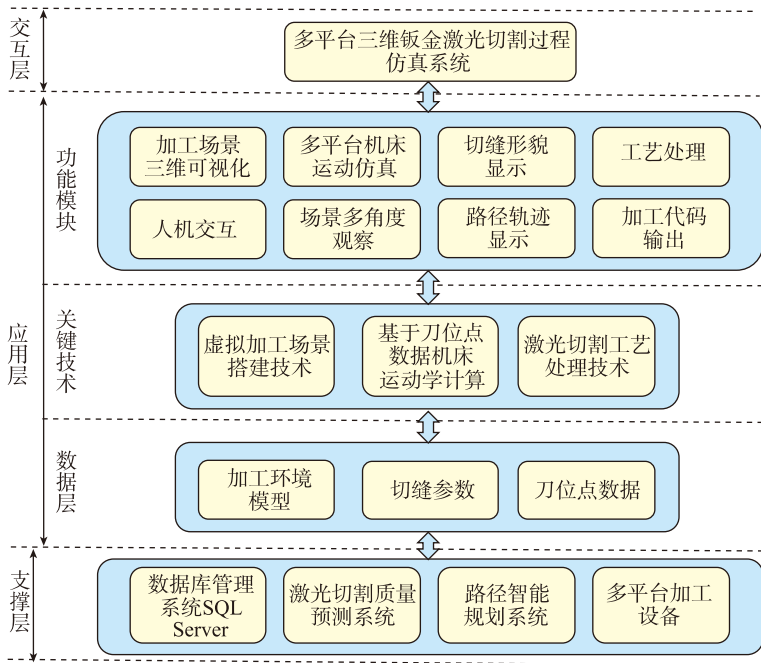 交互层
多平台三维钣金激光切割过程
仿真系统
应用层
功能模块
加工场景
三维可视化
多平台机床
运动仿真
切缝形貌
显示
工艺处理
人机交互
场景多角度
观察
路径轨迹
显示
加工代码
输出
关键技术
虚拟加工场景
搭建技术
基于刀位点
数据机床
运动学计算
激光切割工艺
处理技术
数据层
加工环境
模型
切缝参数
刀位点数据
支撑层
数据库管理
系统SQL
Server
激光切割质量
预测系统
路径智能
规划系统
多平台加工
设备